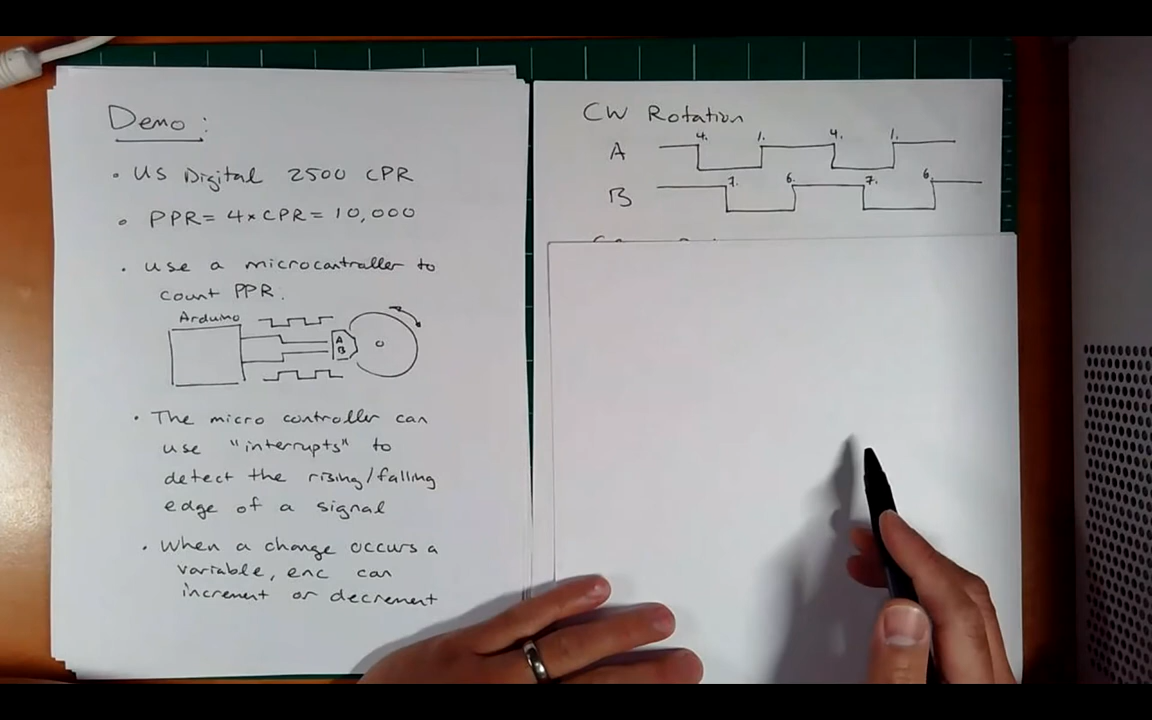 Demo:
• US Digital 2500 CPR
• PPR = 4 × CPR = 10,000
• use a microcontroller to
count PPR.
Arduino
A
B
• The micro controller can
use "interrupts" to
detect the rising/falling
edge of a signal
• When a change occurs a
variable, enc can
increment or decrement
CW Rotation
4. 1. 4. 1.
A
7. 6. 7. 6
B